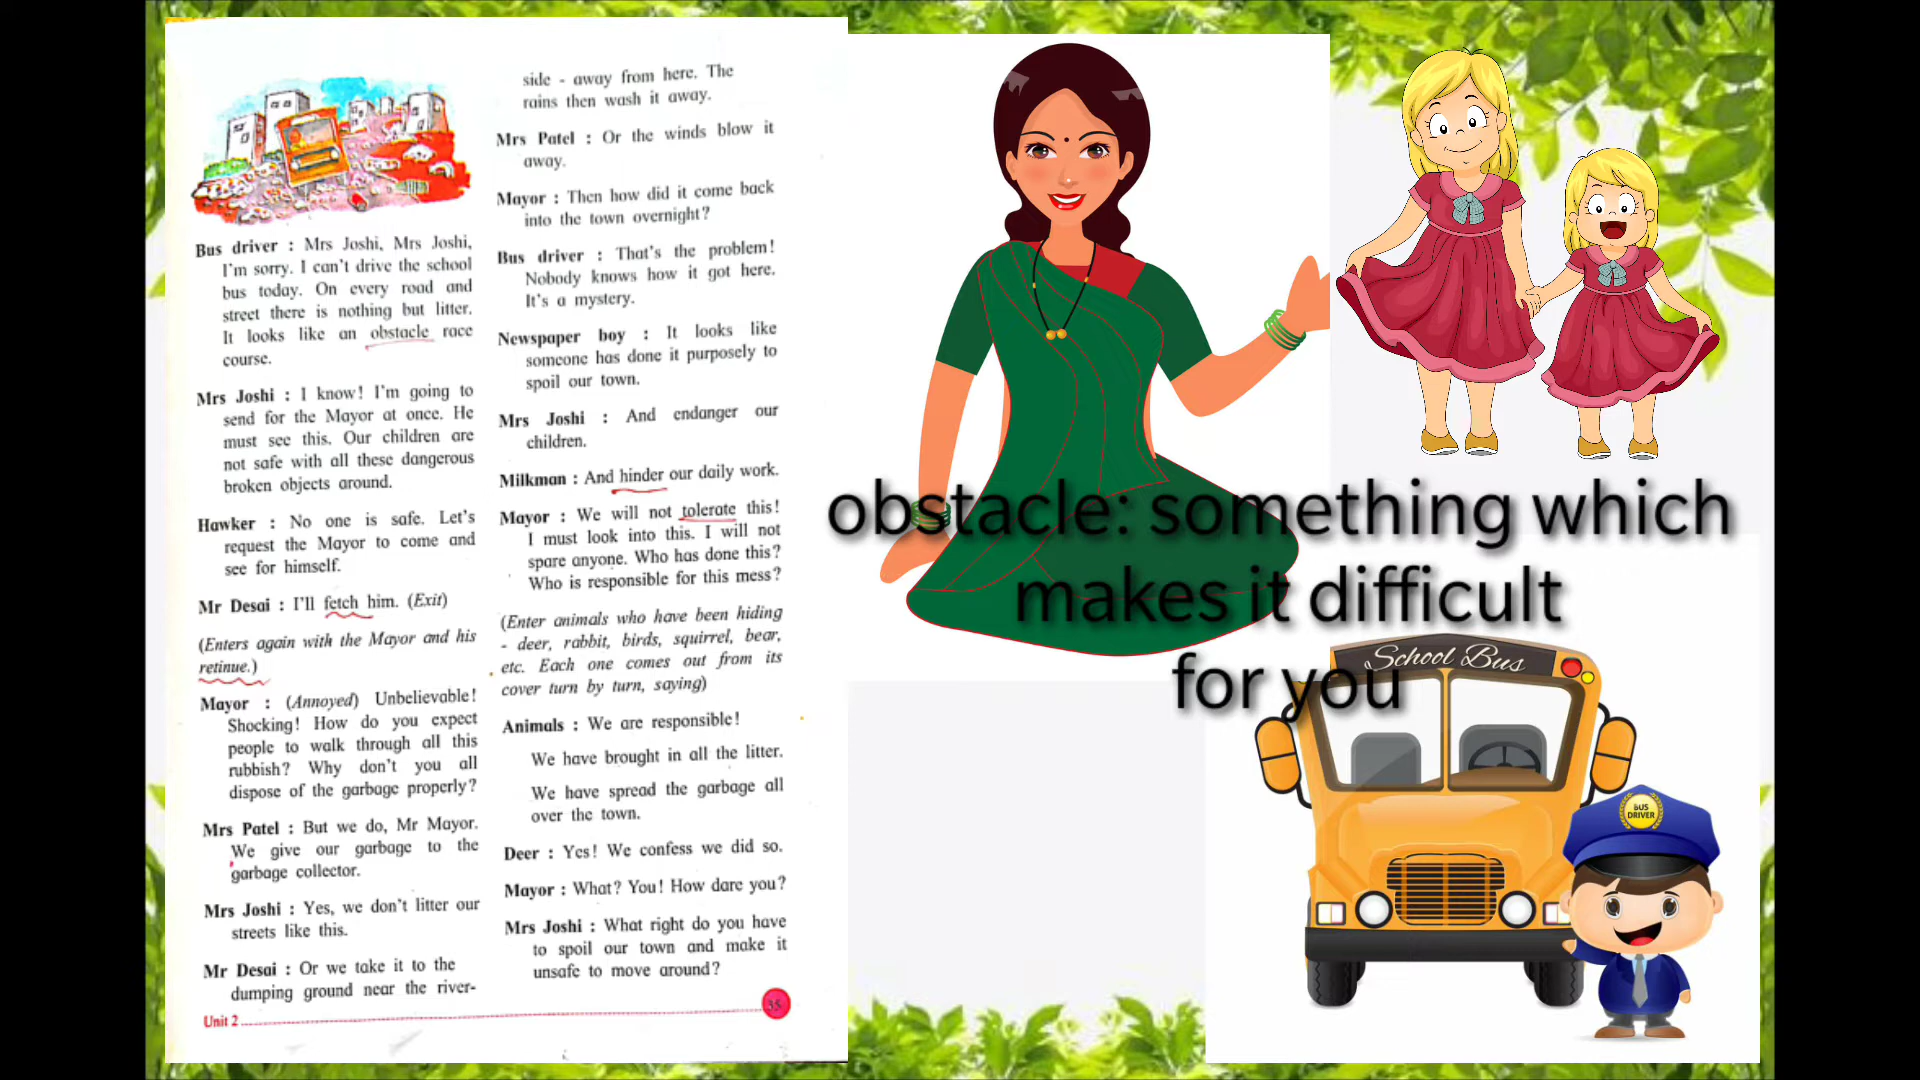 Bus driver : Mrs Joshi, Mrs Joshi,
I'm sorry. I can't drive the school
bus today. On every road and
street there is nothing but litter.
It looks like an obstacle race
course.
Mrs Joshi : I know! I'm going to
send for the Mayor at once. He
must see this. Our children are
not safe with all these dangerous
broken objects around.
Hawker : No one is safe. Let's
request the Mayor to come and
see for himself.
Mr Desai : I'll fetch him. (Exit)
(Enters again with the Mayor and his
retinue.)
Mayor : (Annoyed) Unbelievable!
Shocking! How do you expect
people to walk through all this
rubbish? Why don't you all
dispose of the garbage properly?
Mrs Patel : But we do, Mr Mayor.
We give our garbage to the
garbage collector.
Mrs Joshi : Yes, we don't litter our
streets like this.
Mr Desai : Or we take it to the
dumping ground near the river-
Unit 2
side - away from here. The
rains then wash it away.
Mrs Patel : Or the winds blow it
away.
Mayor : Then how did it come back
into the town overnight?
Bus driver : That's the problem!
Nobody knows how it got here.
It's a mystery.
Newspaper boy : It looks like
someone has done it purposely to
spoil our town.
Mrs Joshi : And endanger our
children.
Milkman : And hinder our daily work.
Mayor : We will not tolerate this!
I must look into this. I will not
spare anyone. Who has done this?
Who is responsible for this mess?
(Enter animals who have been hiding
- deer, rabbit, birds, squirrel, bear,
etc. Each one comes out from its
cover turn by turn, saying)
Animals : We are responsible!
We have brought in all the litter.
We have spread the garbage all
over the town.
Deer : Yes! We confess we did so.
Mayor : What? You! How dare you?
Mrs Joshi : What right do you have
to spoil our town and make it
unsafe to move around?
35
obstacle: something which
makes it difficult
for you
School Bus
BUS
DRIVER